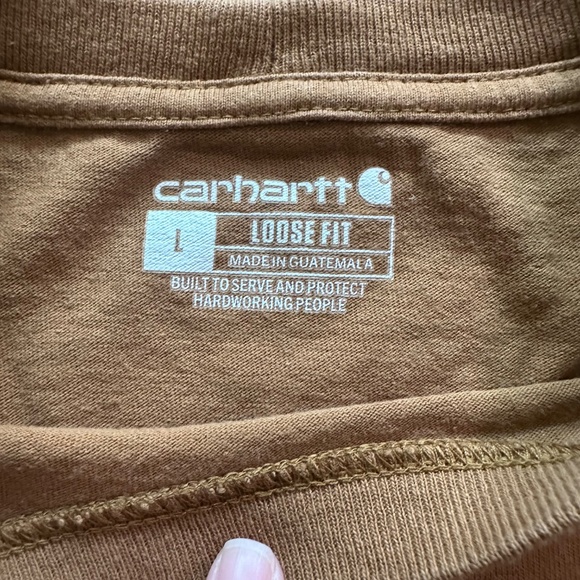 carhartt
L
LOOSE FIT
MADE IN GUATEMALA
BUILT TO SERVE AND PROTECT
HARDWORKING PEOPLE